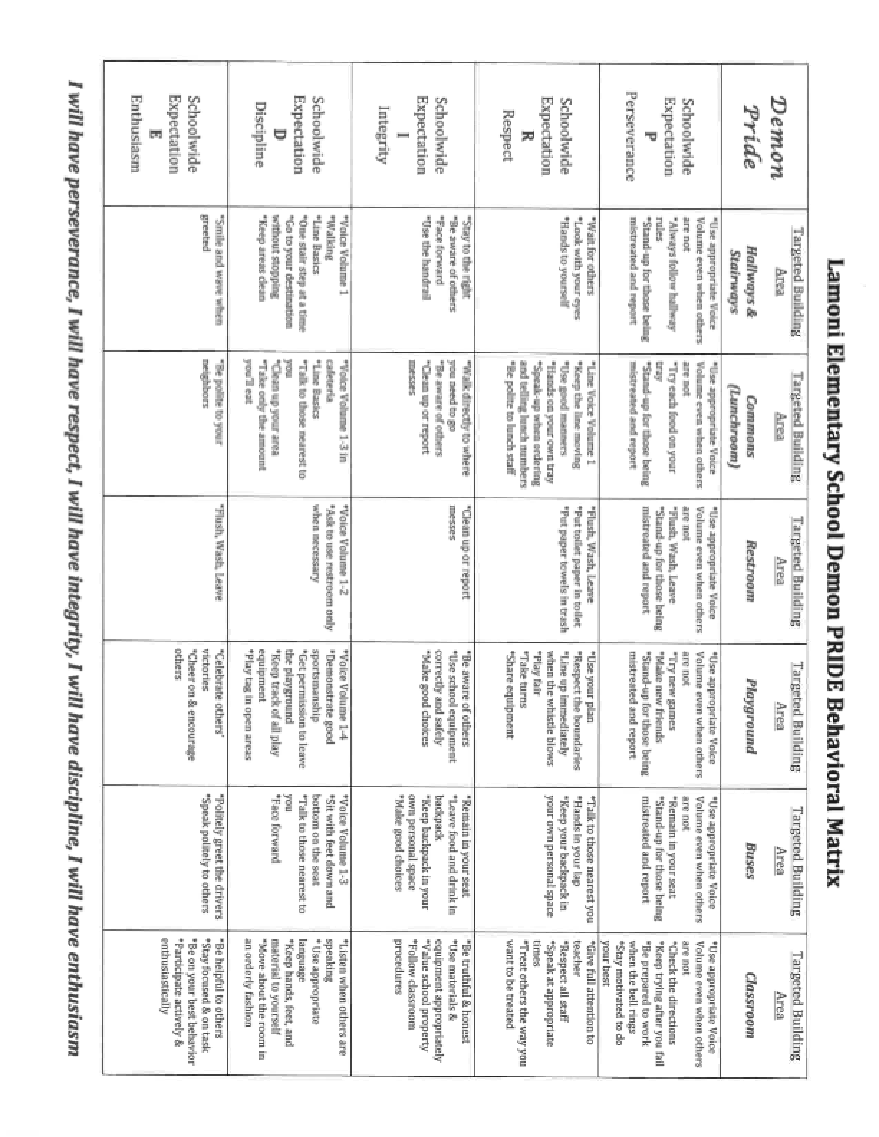 Lamoni Elementary School Demon PRIDE Behavioral Matrix
Demon
Pride
Targeted Building
Area
Hallways &
Stairways
Targeted Building
Area
Commons
(Lunchroom)
Targeted Building
Area
Restroom
Targeted Building
Area
Playground
Targeted Building
Area
Buses
Targeted Building
Area
Classroom
Schoolwide
Expectation
P
Perseverance
*Use appropriate Voice
Volume even when others
are not
*Always follow hallway
rules
*Stand-up for those being
mistreated and report
*Use appropriate Voice
Volume even when others
are not
*Try each food on your
tray
*Stand-up for those being
mistreated and report
*Use appropriate Voice
Volume even when others
are not
*Flush, Wash, Leave
*Stand-up for those being
mistreated and report
*Use appropriate Voice
Volume even when others
are not
*Try new games
*Make new friends
*Stand-up for those being
mistreated and report
*Use appropriate Voice
Volume even when others
are not
*Remain in your seat
*Stand-up for those being
mistreated and report
*Use appropriate Voice
Volume even when others
are not
*Check the directions
*Keep trying after you fail
*Be prepared to work
when the bell rings
*Stay motivated to do
your best
Schoolwide
Expectation
R
Respect
*Wait for others
*Look with your eyes
*Hands to yourself
*Line Voice Volume 1
*Keep the line moving
*Use good manners
*Hands on your own tray
*Speak-up when ordering
and telling lunch numbers
*Be polite to lunch staff
*Flush, Wash, Leave
*Put toilet paper in toilet
*Put paper towels in trash
*Use your plan
*Respect the boundaries
*Line up immediately
when the whistle blows
*Play fair
*Take turns
*Share equipment
*Talk to those nearest you
*Hands in your lap
*Keep your backpack in
your own personal space
*Give full attention to
teacher
*Respect all staff
*Speak at appropriate
times
*Treat others the way you
want to be treated
Schoolwide
Expectation
I
Integrity
*Stay to the right
*Be aware of others
*Face forward
*Use the handrail
*Walk directly to where
you need to go
*Be aware of others
*Clean up or report
messes
*Clean up or report
messes
*Be aware of others
*Use school equipment
correctly and safely
*Make good choices
*Remain in your seat
*Leave food and drink in
backpack
*Keep backpack in your
own personal space
*Make good choices
*Be truthful & honest
*Use materials &
equipment appropriately
*Value school property
*Follow classroom
procedures
Schoolwide
Expectation
D
Discipline
*Voice Volume 1
*Walking
*Line Basics
*One stair step at a time
*Go to your destination
without stopping
*Keep areas clean
*Voice Volume 1-3 in
cafeteria
*Line Basics
*Talk to those nearest to
you
*Clean up your area
*Take only the amount
you'll eat
*Voice Volume 1-2
*Ask to use restroom only
when necessary
*Voice Volume 1-4
*Demonstrate good
sportsmanship
*Get permission to leave
the playground
*Keep track of all play
equipment
*Play tag in open areas
*Voice Volume 1-3
*Sit with feet down and
bottom on the seat
*Talk to those nearest to
you
*Face forward
*Listen when others are
speaking
* Use appropriate
language
*Keep hands, feet, and
material to yourself
*Move about the room in
an orderly fashion
Schoolwide
Expectation
E
Enthusiasm
*Smile and wave when
greeted
*Be polite to your
neighbors
*Flush, Wash, Leave
*Celebrate others'
victories
*Cheer on & encourage
others
*Politely greet the drivers
*Speak politely to others
*Be helpful to others
*Stay focused & on task
*Be on your best behavior
*Participate actively &
enthusiastically
I will have perseverance, I will have respect, I will have integrity, I will have discipline, I will have enthusiasm